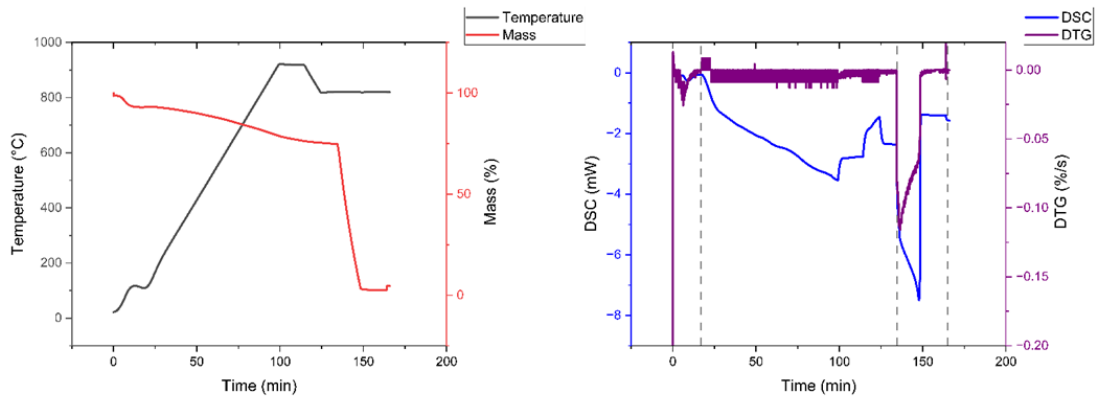 Temperature
Mass
1000
800
600
400
200
0
Temperature (°C)
100
50
0
Mass (%)
0
50
100
150
200
Time (min)
DSC
DTG
0
−2
−4
−6
−8
DSC (mW)
0.00
−0.05
−0.10
−0.15
−0.20
DTG (%/s)
0
50
100
150
200
Time (min)